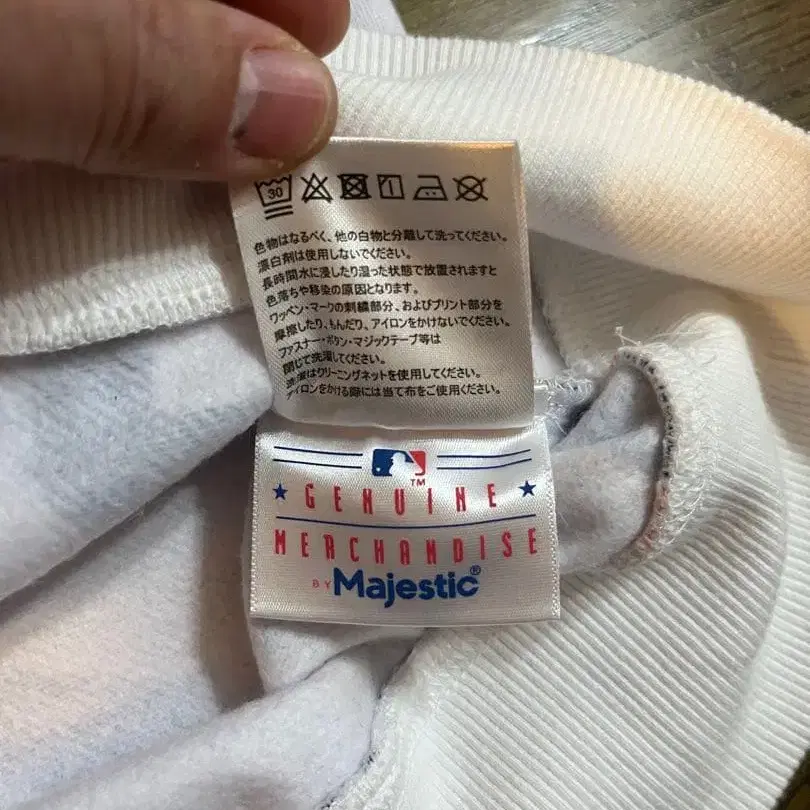 30
色物はなるべく、他の白物と分離して洗ってください。
漂白剤は使用しないでください。
長時間水に浸したり湿った状態で放置されますと
色落ちや移染の原因となります。
ワッペン・マークの刺繍部分、およびプリント部分を
摩擦したり、もんだり、アイロンをかけないでください。
ファスナー・ボタン・マジックテープ等は
閉じて洗濯してください。
洗濯はクリーニングネットを使用してください。
アイロンをかける際には当て布をご使用ください。
TM
GENUINE
MERCHANDISE
BY Majestic®